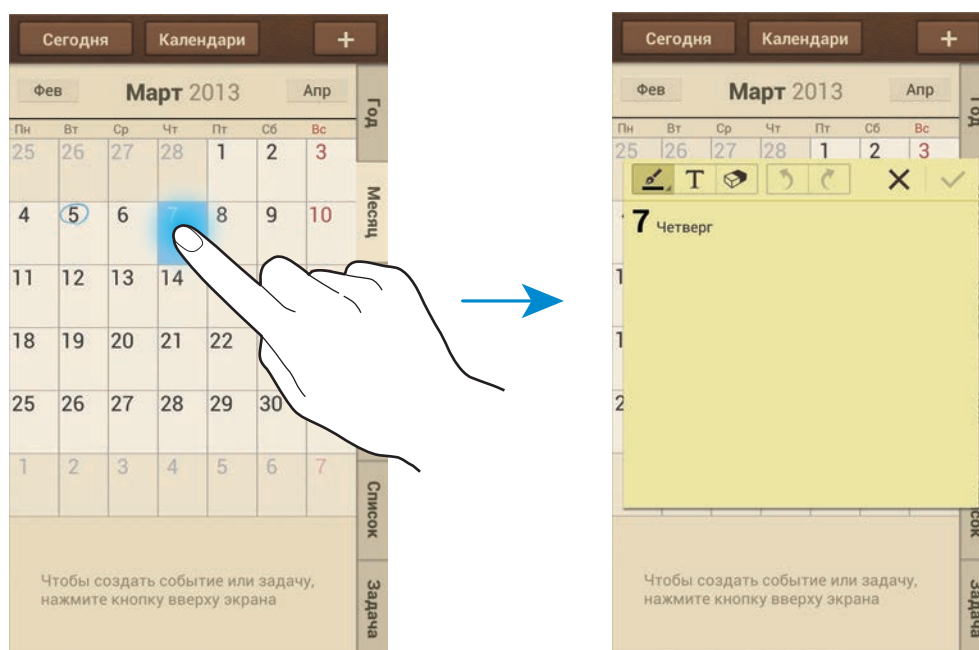 Сегодня Календари +
Фев Март 2013 Апр
Пн Вт Ср Чт Пт Сб Вс
25 26 27 28 1 2 3
4 5 6 7 8 9 10
11 12 13 14
18 19 20 21 22
25 26 27 28 29 30
1 2 3 4 5 6 7
Чтобы создать событие или задачу,
нажмите кнопку вверху экрана
Год
Месяц
Список
Задача
Сегодня Календари +
Фев Март 2013 Апр
Пн Вт Ср Чт Пт Сб Вс
25 26 27 28 1 2 3
T
7 Четверг
Чтобы создать событие или задачу,
нажмите кнопку вверху экрана
Год
сок
Задача